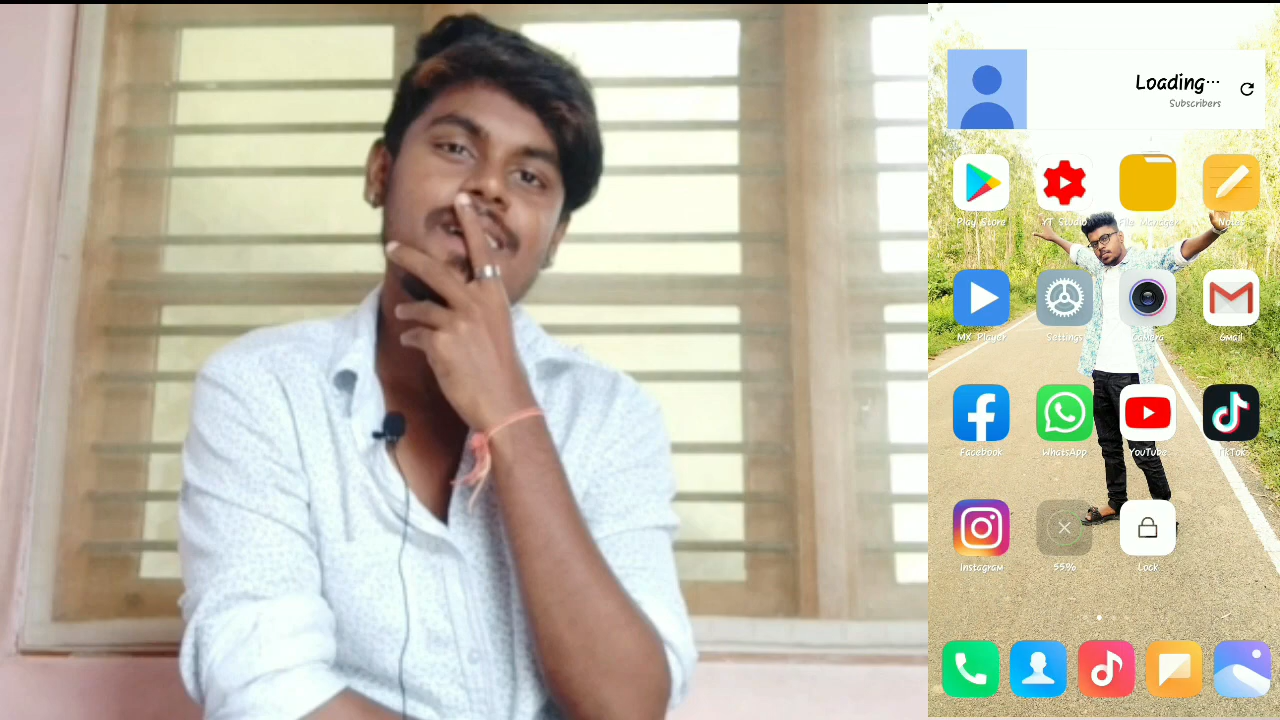 Loading...
Subscribers
Play Store
YT Studio
File Manager
Notes
MX Player
Settings
Camera
Gmail
Facebook
WhatsApp
YouTube
TikTok
Instagram
55%
Lock